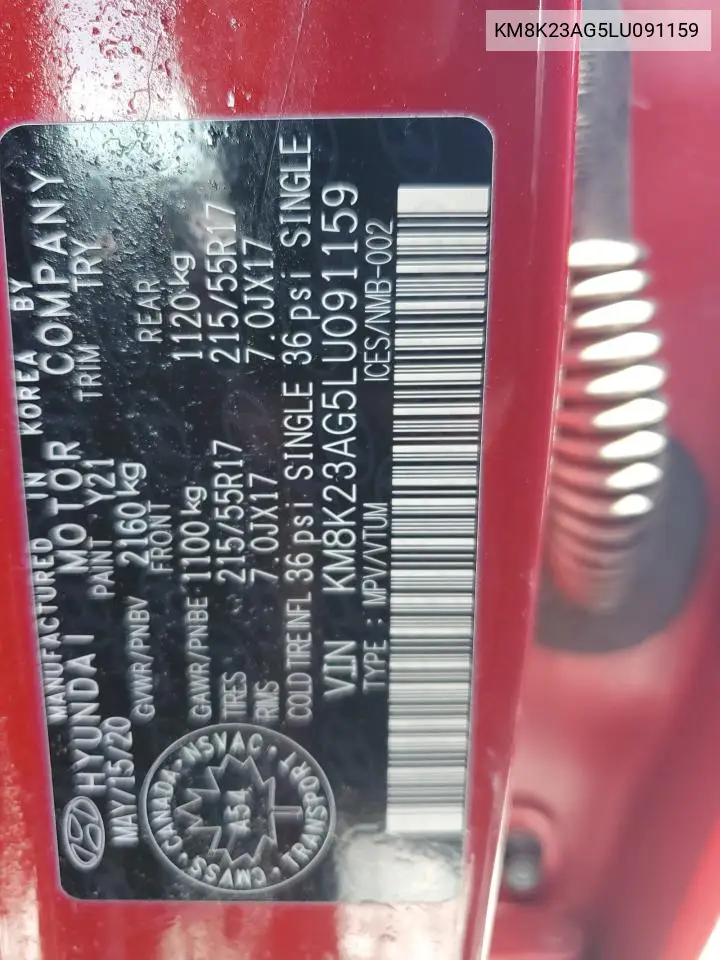 KM8K23AG5LU091159
MANUFACTURED IN KOREA BY
HYUNDAI MOTOR COMPANY
MAY/15/20 PAINT Y21 TRIM TRY
GVWR/PNBV 2160kg
FRONT REAR
GAWR/PNBE 1100kg 1120kg
TIRES 215/55R17 215/55R17
RIMS 7.0JX17 7.0JX17
COLD TIRE INFL 36 psi SINGLE 36 psi SINGLE
V.I.N KM8K23AG5LU091159
TYPE : MPV/VTUM ICES/NMB-002
CANADA-NSVAC
A54
CMVSS - TRANSPORT